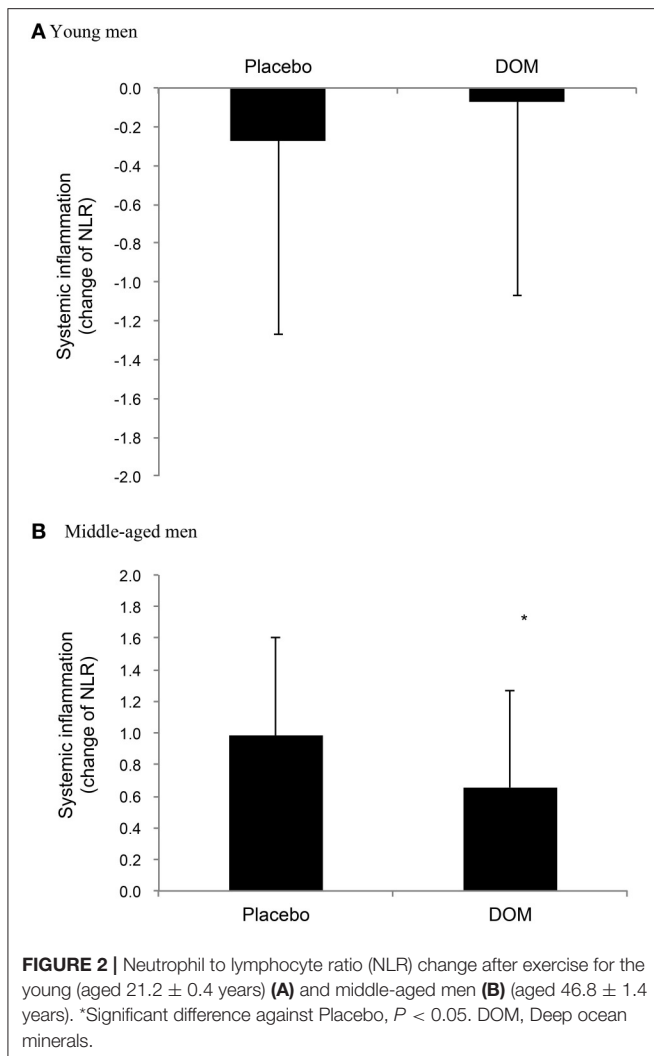 A Young men
Placebo DOM
0.0
-0.2
-0.4
-0.6
-0.8
-1.0
-1.2
-1.4
-1.6
-1.8
-2.0
Systemic inflammation
(change of NLR)
B Middle-aged men
2.0
1.8
1.6
1.4
1.2
1.0
0.8
0.6
0.4
0.2
0.0
Systemic inflammation
(change of NLR)
*
Placebo DOM
FIGURE 2 | Neutrophil to lymphocyte ratio (NLR) change after exercise for the
young (aged 21.2 ± 0.4 years) (A) and middle-aged men (B) (aged 46.8 ± 1.4
years). *Significant difference against Placebo, P < 0.05. DOM, Deep ocean
minerals.